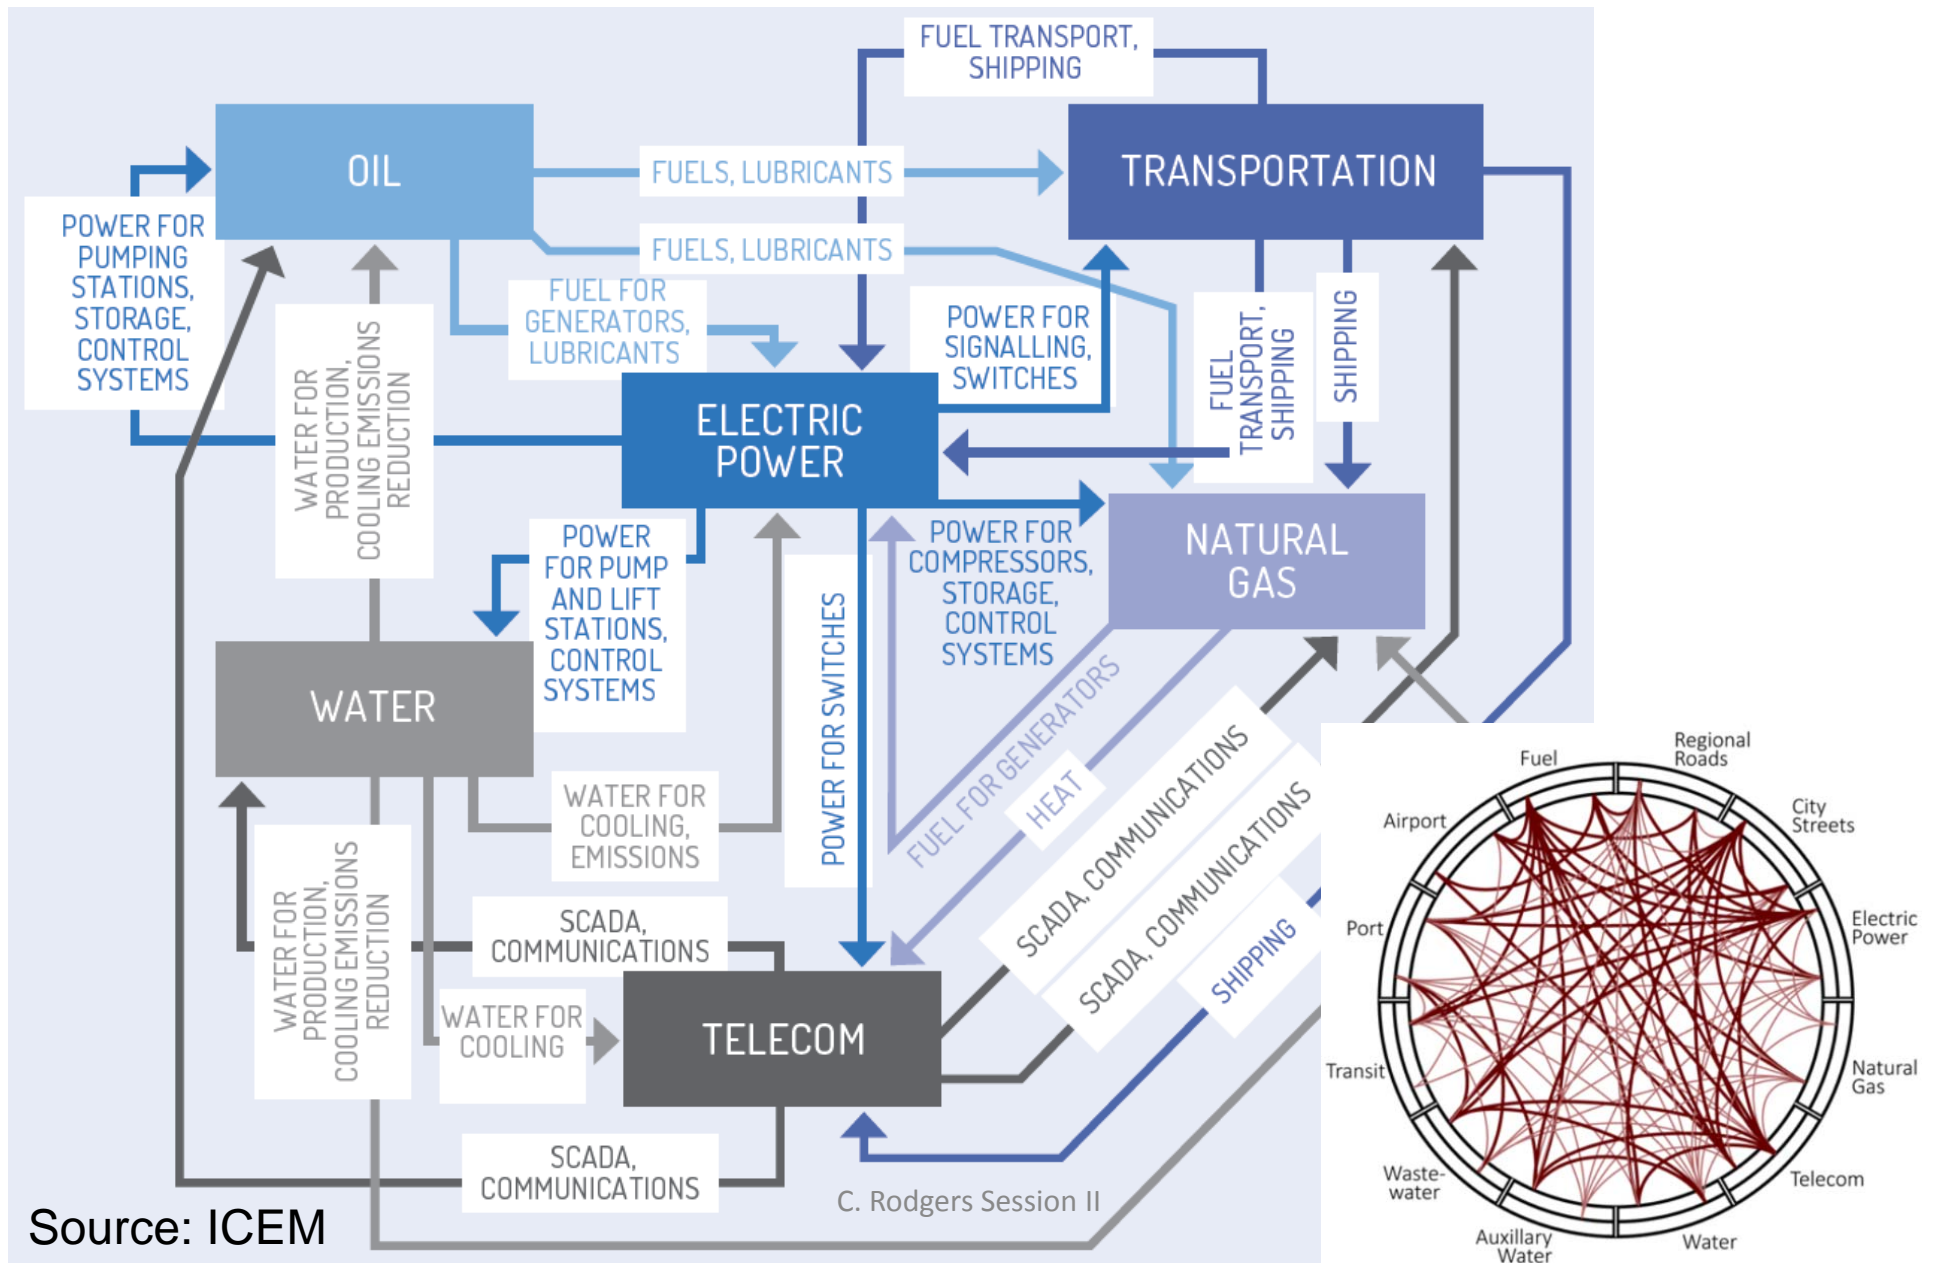 FUEL TRANSPORT,
SHIPPING
OIL
FUELS, LUBRICANTS
TRANSPORTATION
POWER FOR
PUMPING
STATIONS,
STORAGE,
CONTROL
SYSTEMS
FUELS, LUBRICANTS
FUEL FOR
GENERATORS,
LUBRICANTS
POWER FOR
SIGNALLING,
SWITCHES
FUEL
TRANSPORT,
SHIPPING
SHIPPING
WATER FOR
PRODUCTION,
COOLING EMISSIONS
REDUCTION
ELECTRIC
POWER
NATURAL
GAS
POWER
FOR PUMP
AND LIFT
STATIONS,
CONTROL
SYSTEMS
POWER FOR
COMPRESSORS,
STORAGE,
CONTROL
SYSTEMS
POWER FOR SWITCHES
WATER
FUEL FOR GENERATORS
HEAT
WATER FOR
COOLING,
EMISSIONS
SCADA, COMMUNICATIONS
SCADA, COMMUNICATIONS
SHIPPING
WATER FOR
PRODUCTION,
COOLING EMISSIONS
REDUCTION
SCADA,
COMMUNICATIONS
WATER FOR
COOLING
TELECOM
SCADA,
COMMUNICATIONS
C. Rodgers Session II
Source: ICEM
Fuel
Regional
Roads
City
Streets
Electric
Power
Natural
Gas
Telecom
Water
Auxillary
Water
Waste-
water
Transit
Port
Airport